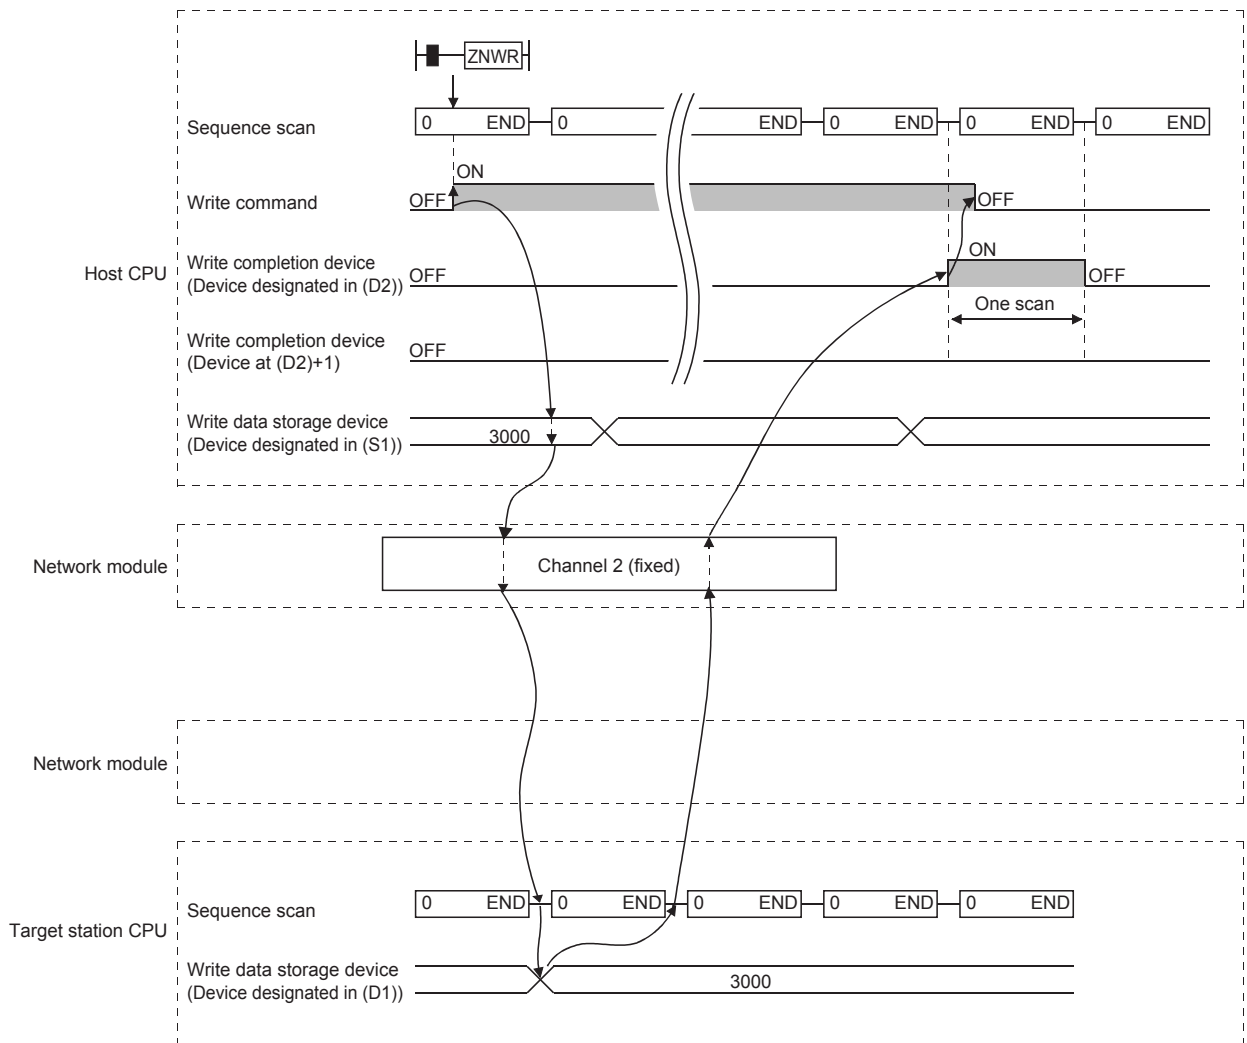 ZNWR
Sequence scan
0 END 0 END 0 END 0 END 0 END
ON
Write command
OFF OFF
Host CPU
Write completion device
(Device designated in (D2))
OFF ON OFF
One scan
Write completion device
(Device at (D2)+1)
OFF
Write data storage device
(Device designated in (S1))
3000
Network module
Channel 2 (fixed)
Network module
Target station CPU
Sequence scan
0 END 0 END 0 END 0 END 0 END
Write data storage device
(Device designated in (D1))
3000